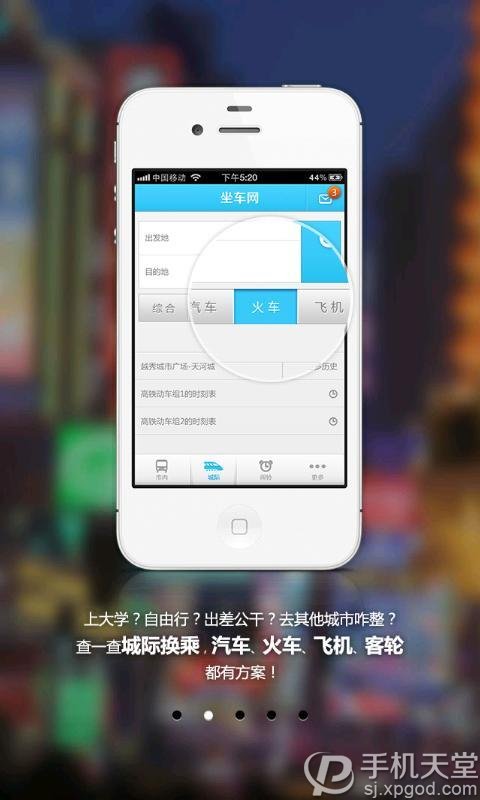 中国移动 下午5:20 44%
坐车网 3
出发地
目的地
综合 汽车 火车 飞机
越秀城市广场-天河城 历史
高铁动车组1的时刻表
高铁动车组2的时刻表
市内 城际 闹铃 更多
上大学？自由行？出差公干？去其他城市咋整？
查一查城际换乘，汽车、火车、飞机、客轮
都有方案！
手机天堂
sj.xpgod.com